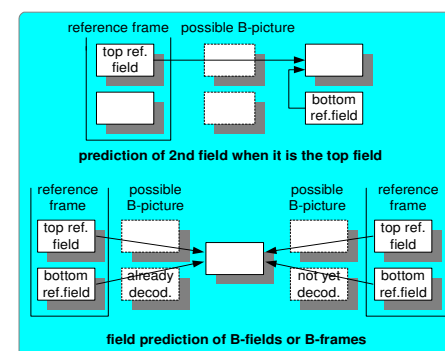 reference frame possible B-picture
top ref.
field
bottom
ref.field
prediction of 2nd field when it is the top field
reference
frame
possible
B-picture
possible
B-picture
reference
frame
top ref.
field
top ref.
field
bottom
ref.field
already
decod.
not yet
decod.
bottom
ref.field
field prediction of B-fields or B-frames